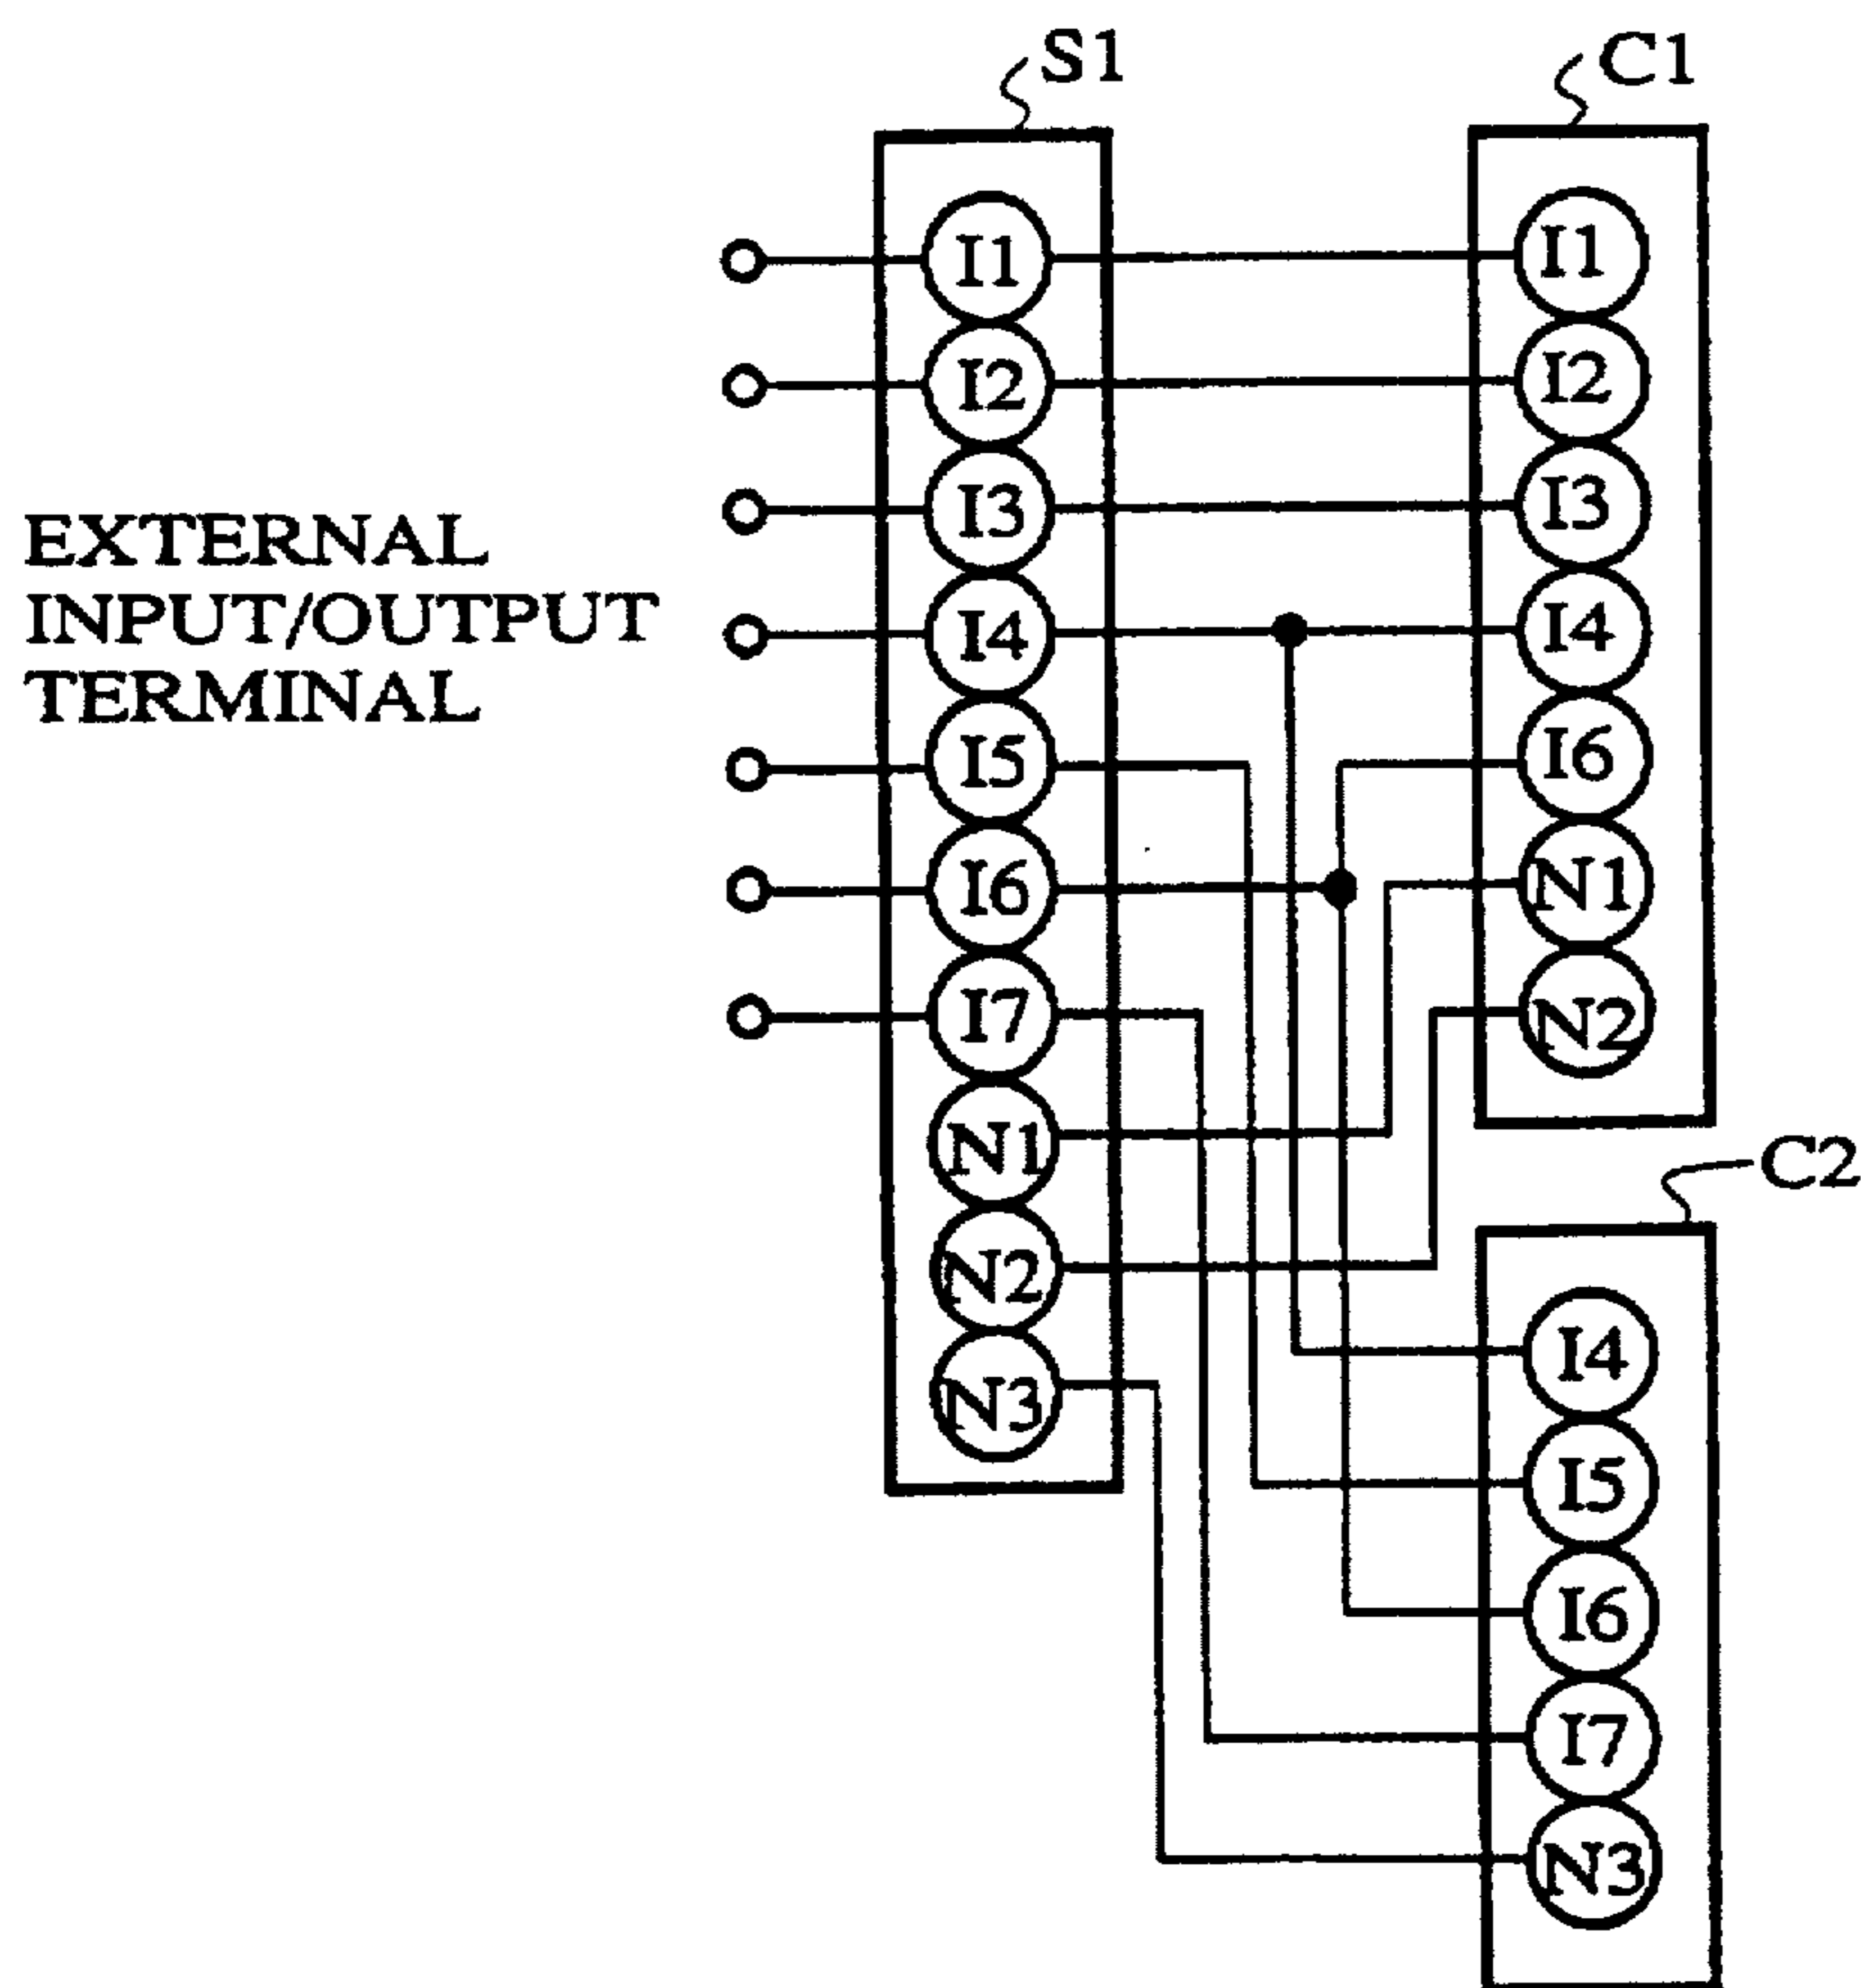 S1
C1
I1
I2
I3
I4
I5
I6
I7
N1
N2
N3
I1
I2
I3
I4
I6
N1
N2
EXTERNAL
INPUT/OUTPUT
TERMINAL
C2
I4
I5
I6
I7
N3